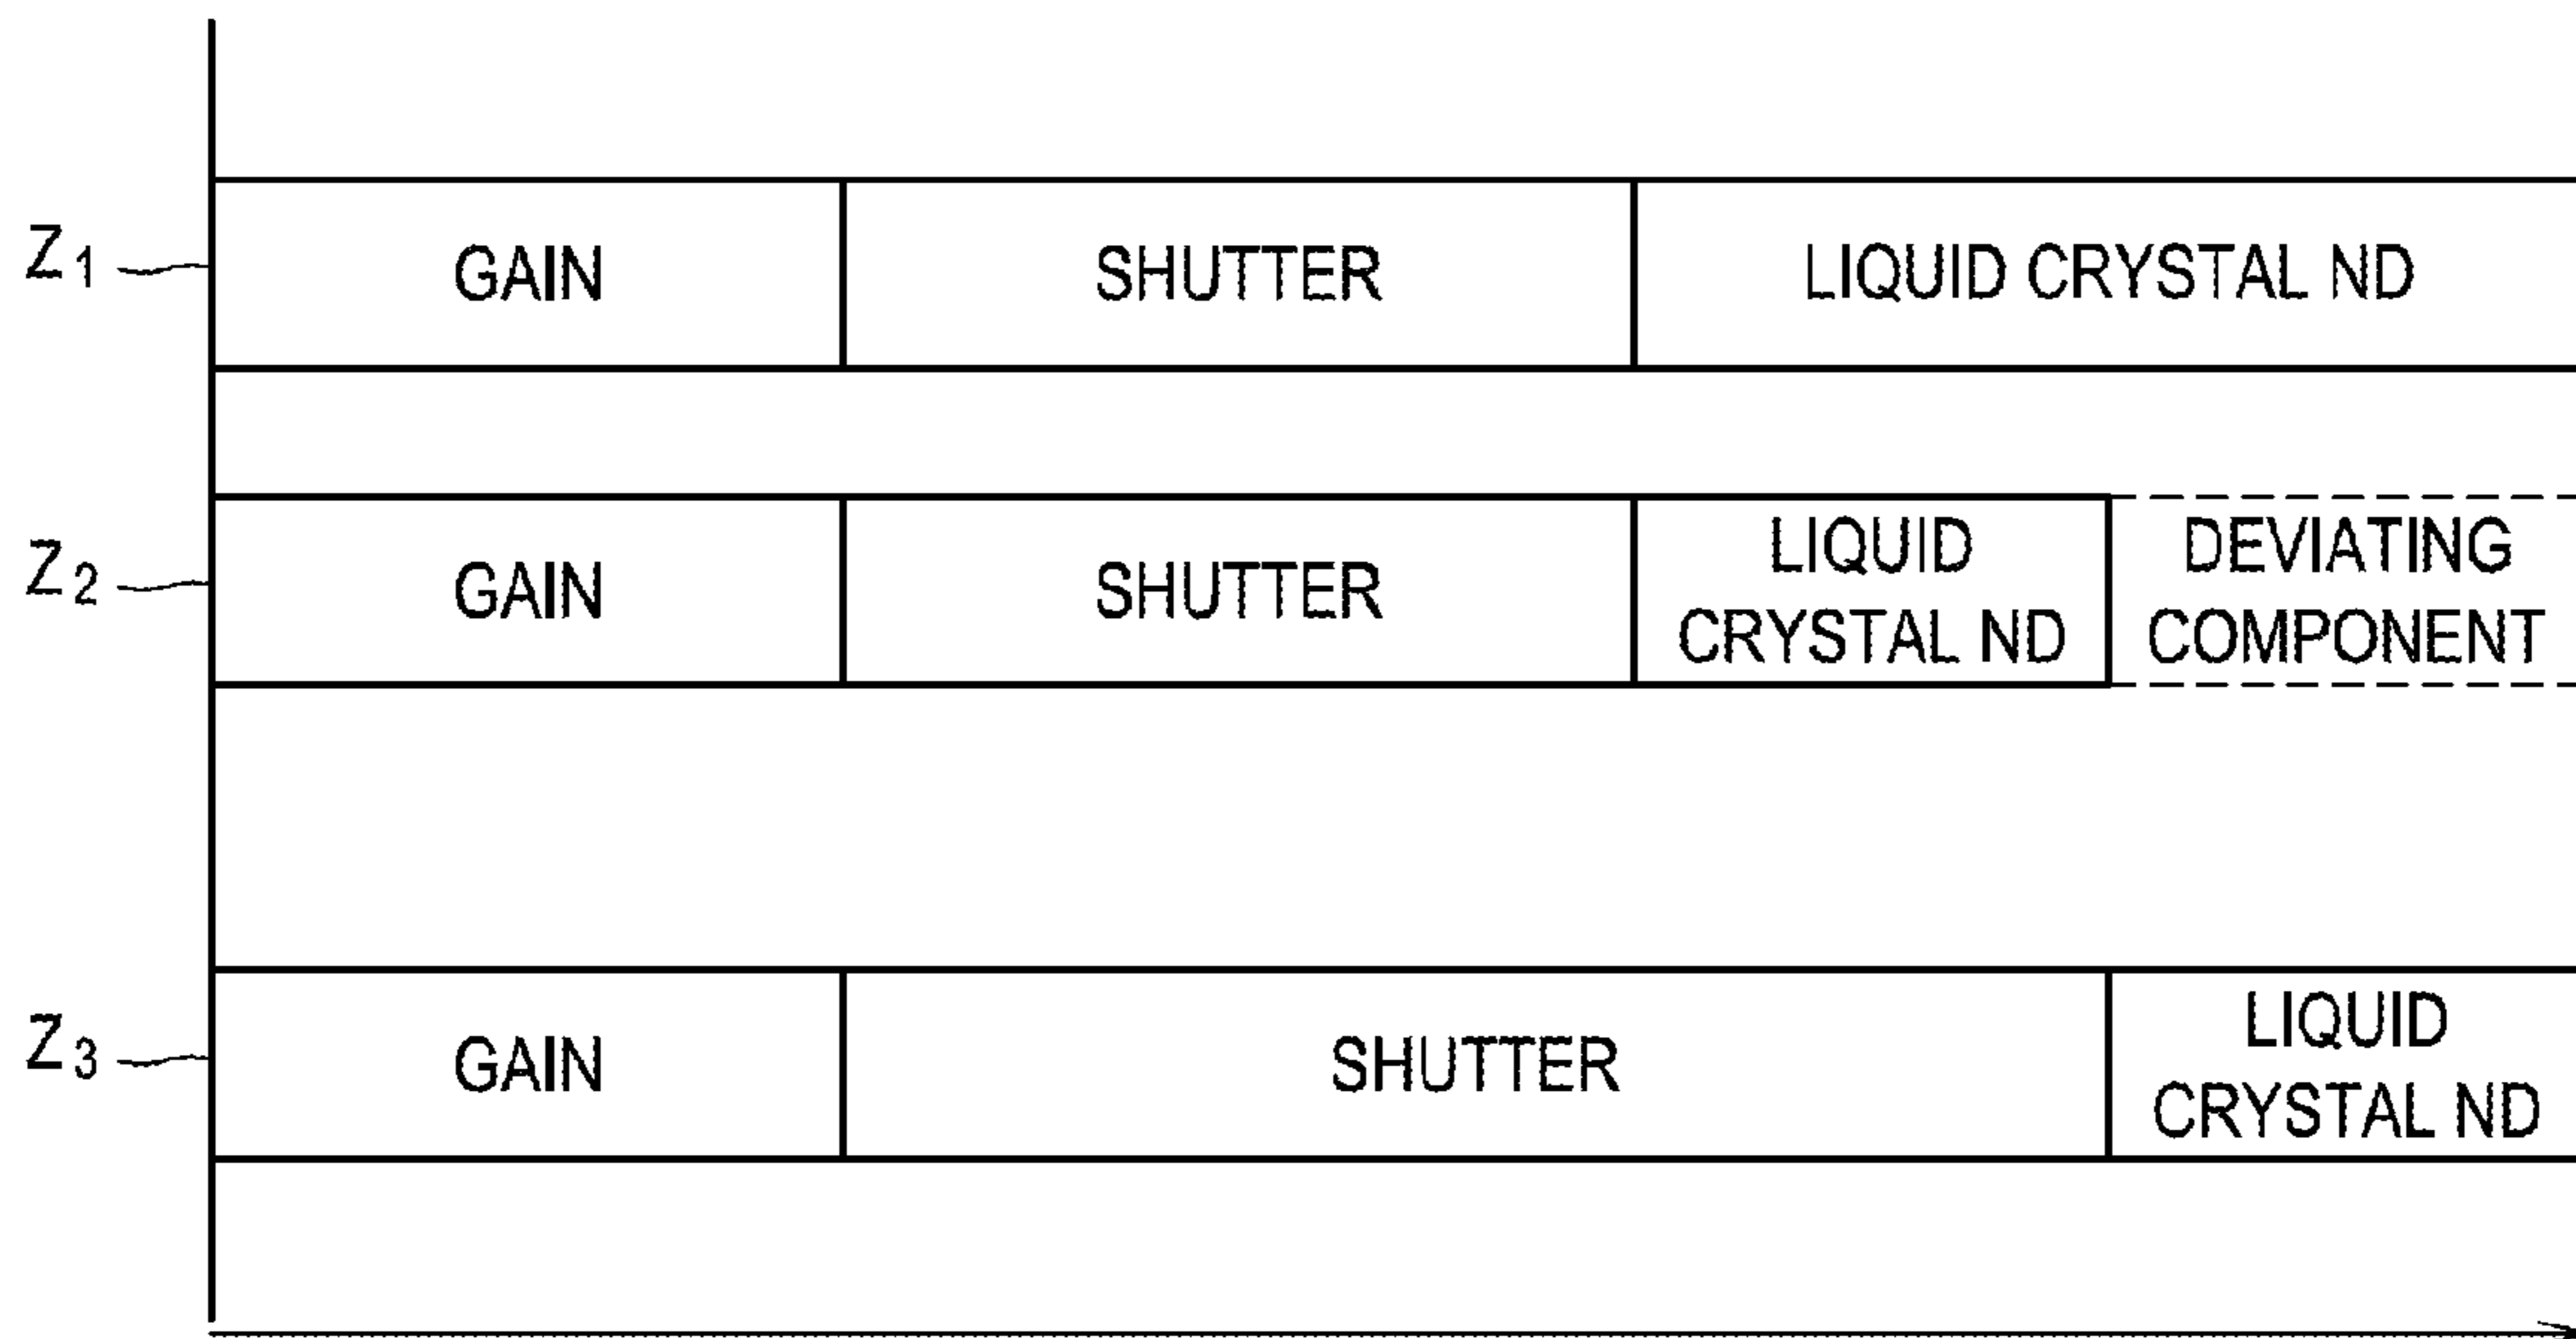 Z1
GAIN
SHUTTER
LIQUID CRYSTAL ND
Z2
GAIN
SHUTTER
LIQUID
CRYSTAL ND
DEVIATING
COMPONENT
Z3
GAIN
SHUTTER
LIQUID
CRYSTAL ND